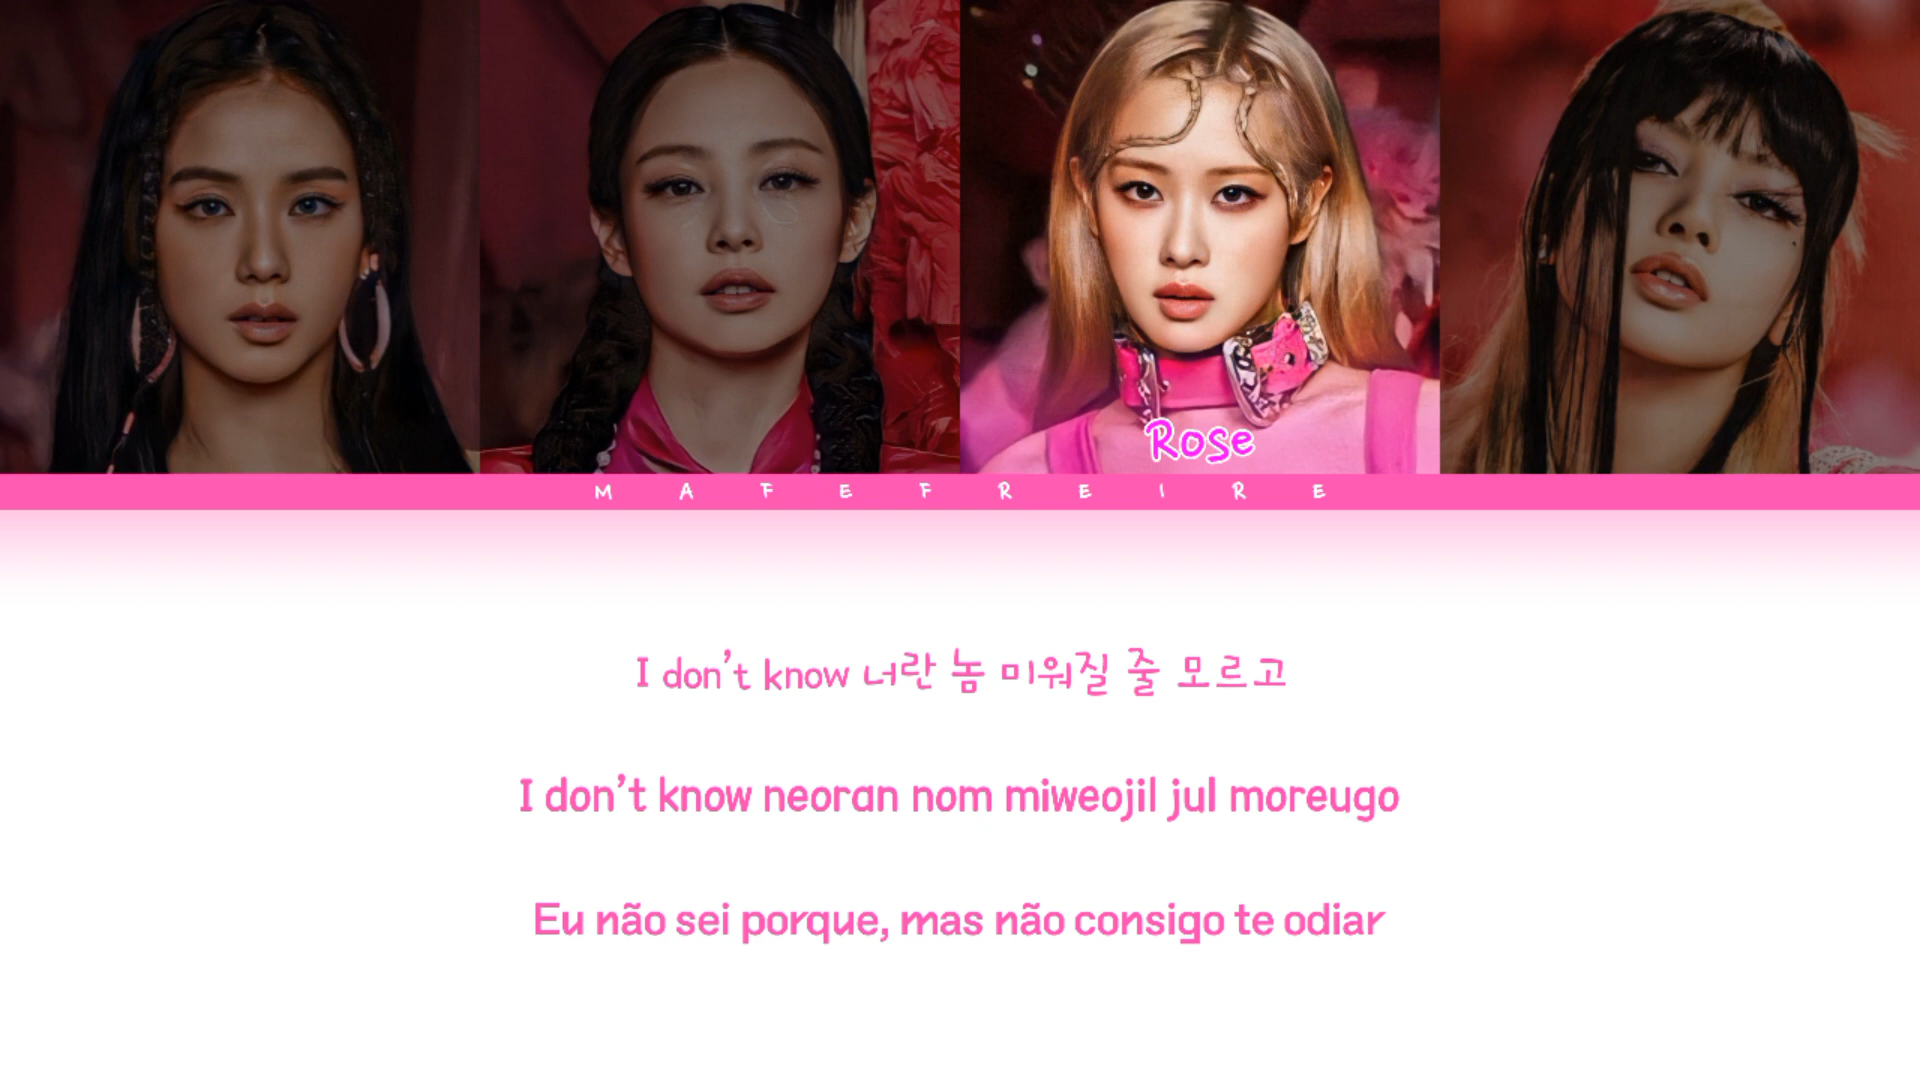 Rose
MAFEFREIRE
I don't know 너란 놈 미워질 줄 모르고
I don't know neoran nom miweojil jul moreugo
Eu não sei porque, mas não consigo te odiar